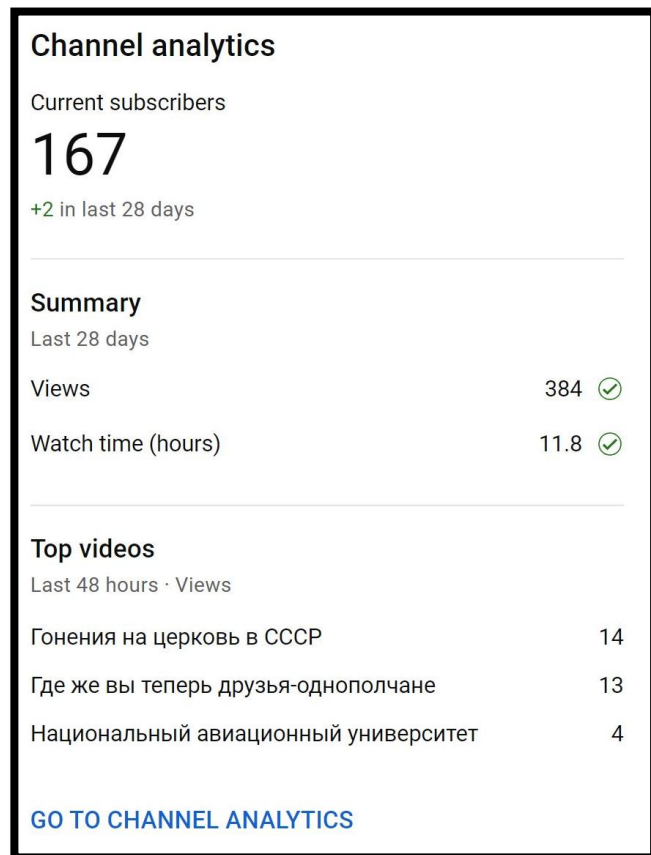 Channel analytics
Current subscribers
167
+2 in last 28 days
Summary
Last 28 days
Views 384
Watch time (hours) 11.8
Top videos
Last 48 hours · Views
Гонения на церковь в СССР 14
Где же вы теперь друзья-однополчане 13
Национальный авиационный университет 4
GO TO CHANNEL ANALYTICS